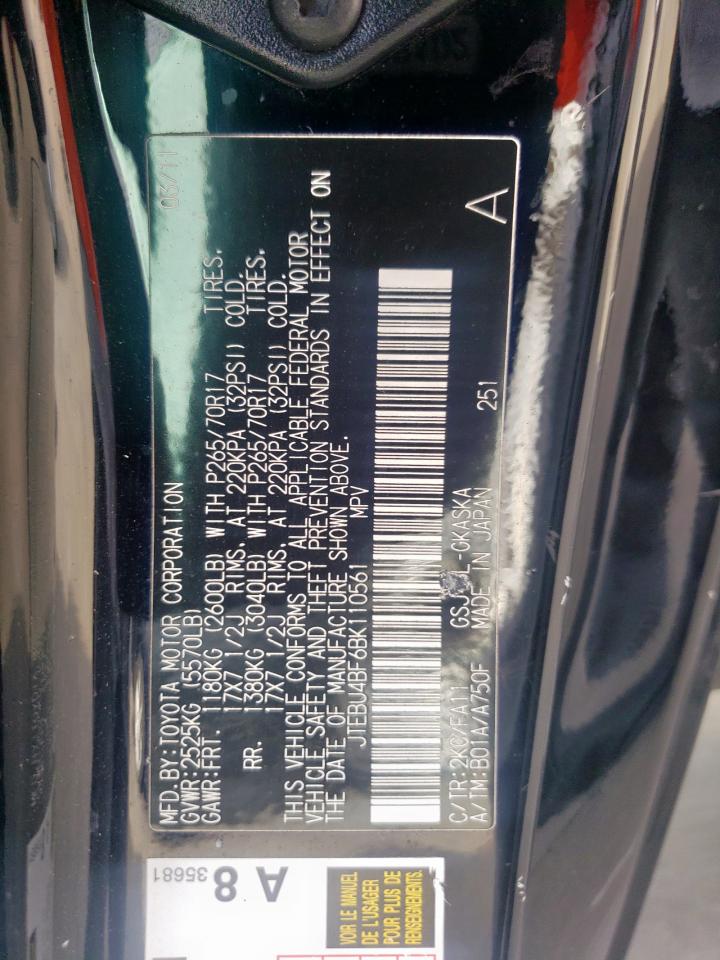 MFD.BY:TOYOTA MOTOR CORPORATION
GVWR:2525KG (5570LB)
GAWR:FRT. 1180KG (2600LB) WITH P265/70R17 TIRES.
17X7 1/2J RIMS. AT 220KPA (32PSI) COLD.
RR. 1380KG (3040LB) WITH P265/70R17 TIRES.
17X7 1/2J RIMS. AT 220KPA (32PSI) COLD.
THIS VEHICLE CONFORMS TO ALL APPLICABLE FEDERAL MOTOR
VEHICLE SAFETY AND THEFT PREVENTION STANDARDS IN EFFECT ON
THE DATE OF MANUFACTURE SHOWN ABOVE.
JTEBU4BF6BK110561 MPV
C/TR:2KC/FA11 L-GKASKA 251
A/TM:B01A/A750F MADE IN JAPAN A
A8
35681
VOIR LE MANUEL
DE L'USAGER
POUR PLUS DE
RENSEIGNEMENTS.